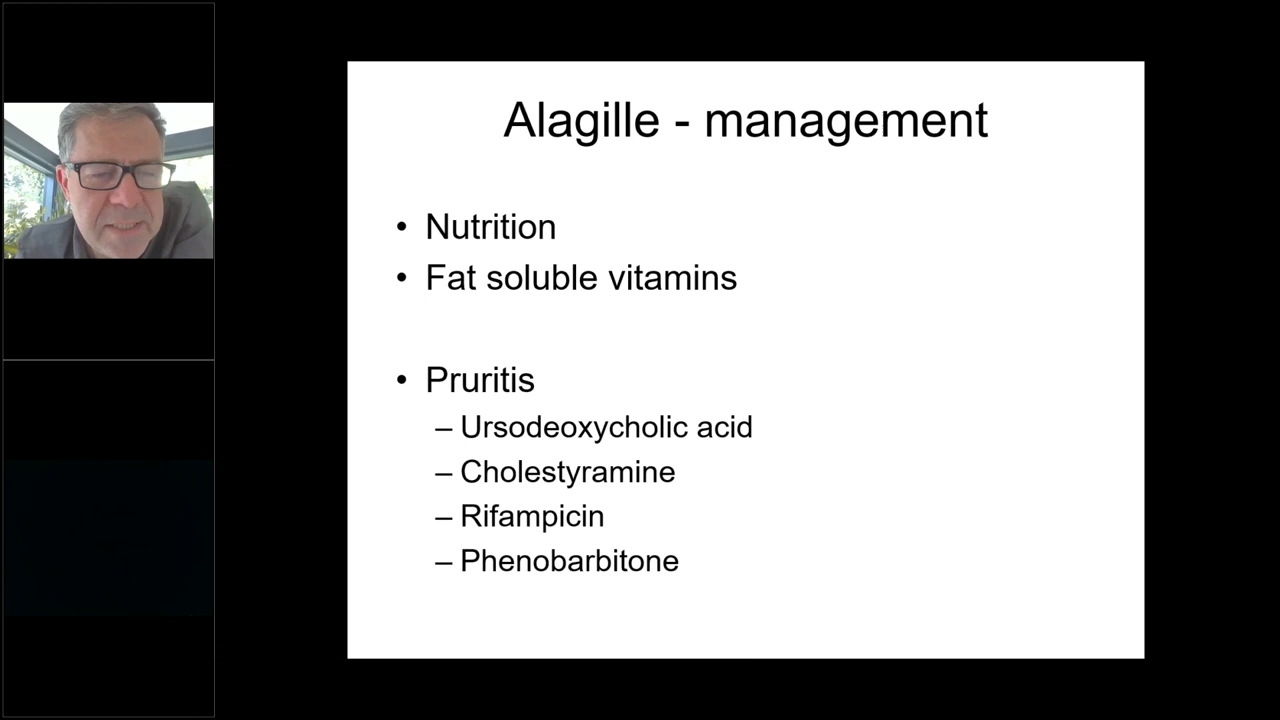 Alagille - management
• Nutrition
• Fat soluble vitamins
• Pruritis
– Ursodeoxycholic acid
– Cholestyramine
– Rifampicin
– Phenobarbitone